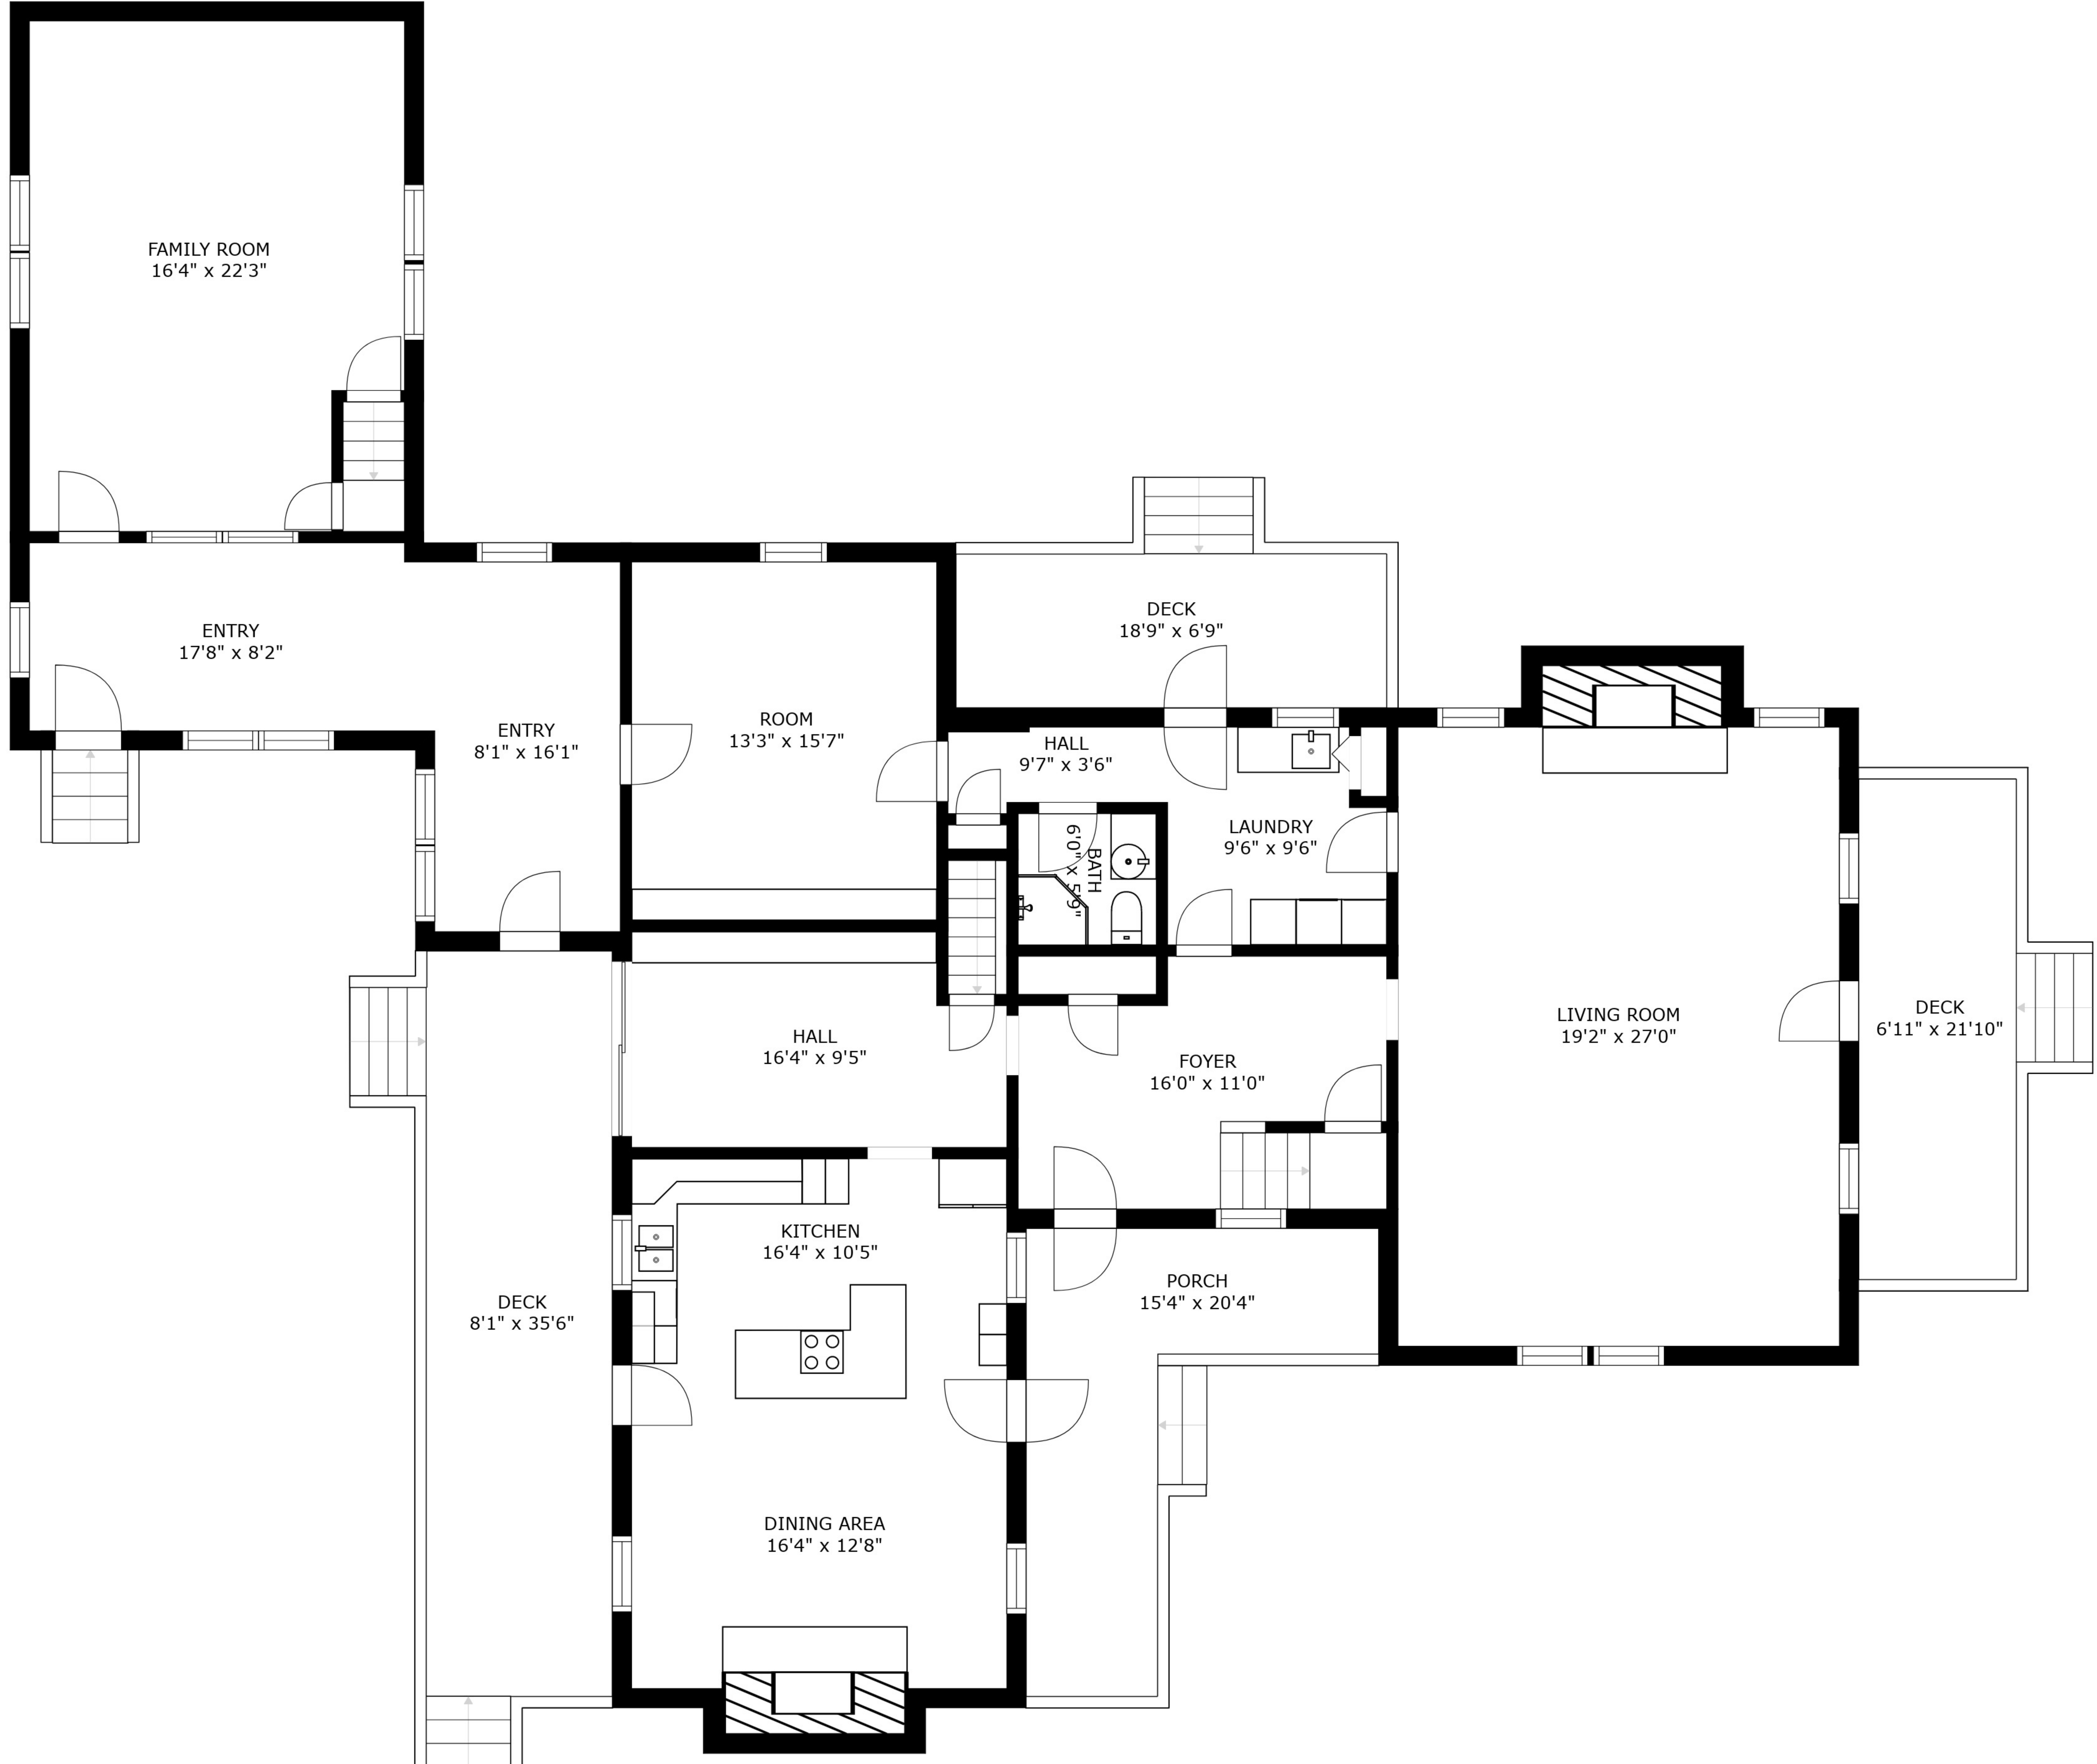 FAMILY ROOM
16'4" x 22'3"
ENTRY
17'8" x 8'2"
ENTRY
8'1" x 16'1"
ROOM
13'3" x 15'7"
DECK
18'9" x 6'9"
HALL
9'7" x 3'6"
LAUNDRY
9'6" x 9'6"
BATH
6'0" x 5'9"
LIVING ROOM
19'2" x 27'0"
DECK
6'11" x 21'10"
HALL
16'4" x 9'5"
FOYER
16'0" x 11'0"
KITCHEN
16'4" x 10'5"
PORCH
15'4" x 20'4"
DECK
8'1" x 35'6"
DINING AREA
16'4" x 12'8"